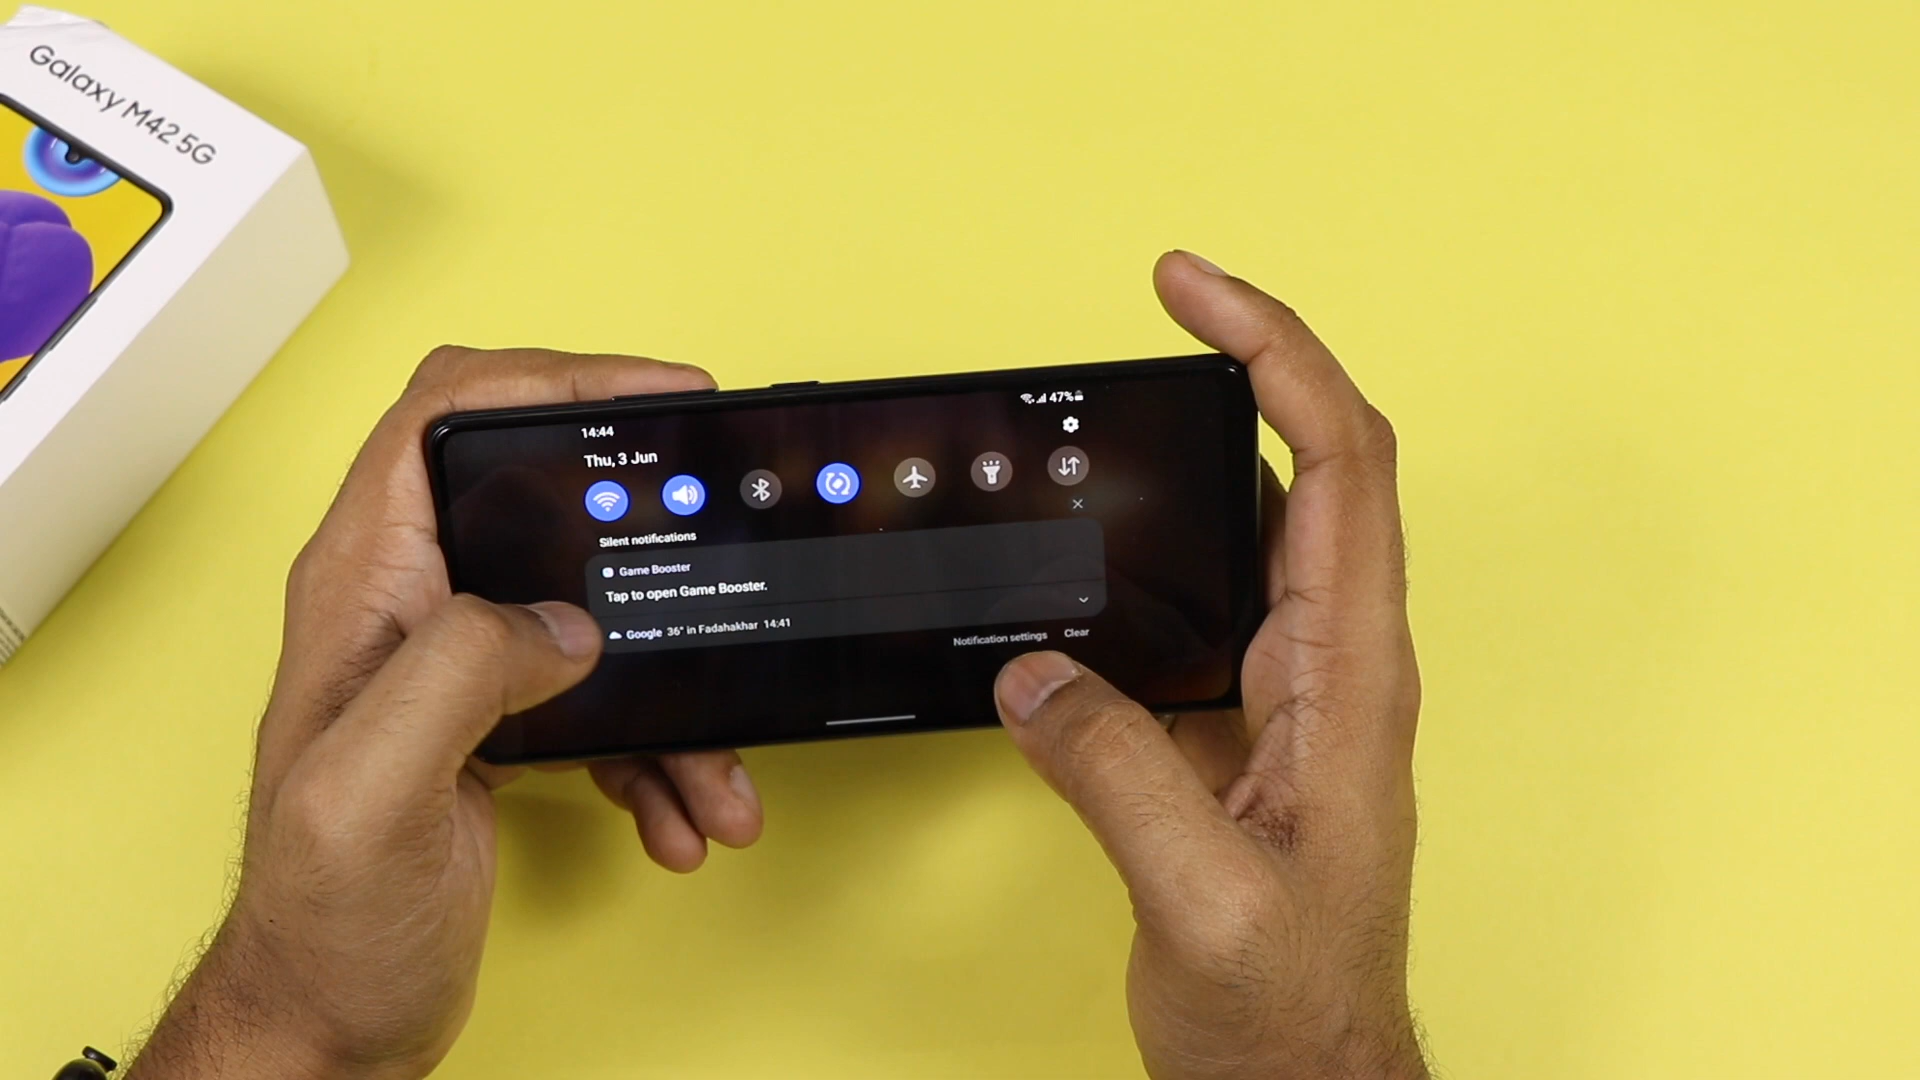 Galaxy M42 5G
14:44
47%
Thu, 3 Jun
Silent notifications
Game Booster
Tap to open Game Booster.
Google 36° in Fadahakhar 14:41
Notification settings Clear